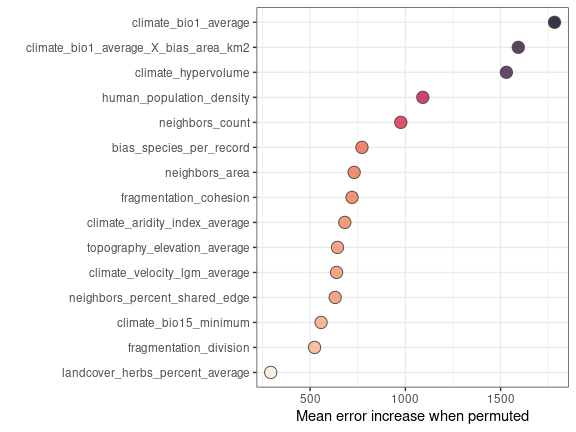 climate_bio1_average
climate_bio1_average_X_bias_area_km2
climate_hypervolume
human_population_density
neighbors_count
bias_species_per_record
neighbors_area
fragmentation_cohesion
climate_aridity_index_average
topography_elevation_average
climate_velocity_lgm_average
neighbors_percent_shared_edge
climate_bio15_minimum
fragmentation_division
landcover_herbs_percent_average
500 1000 1500
Mean error increase when permuted